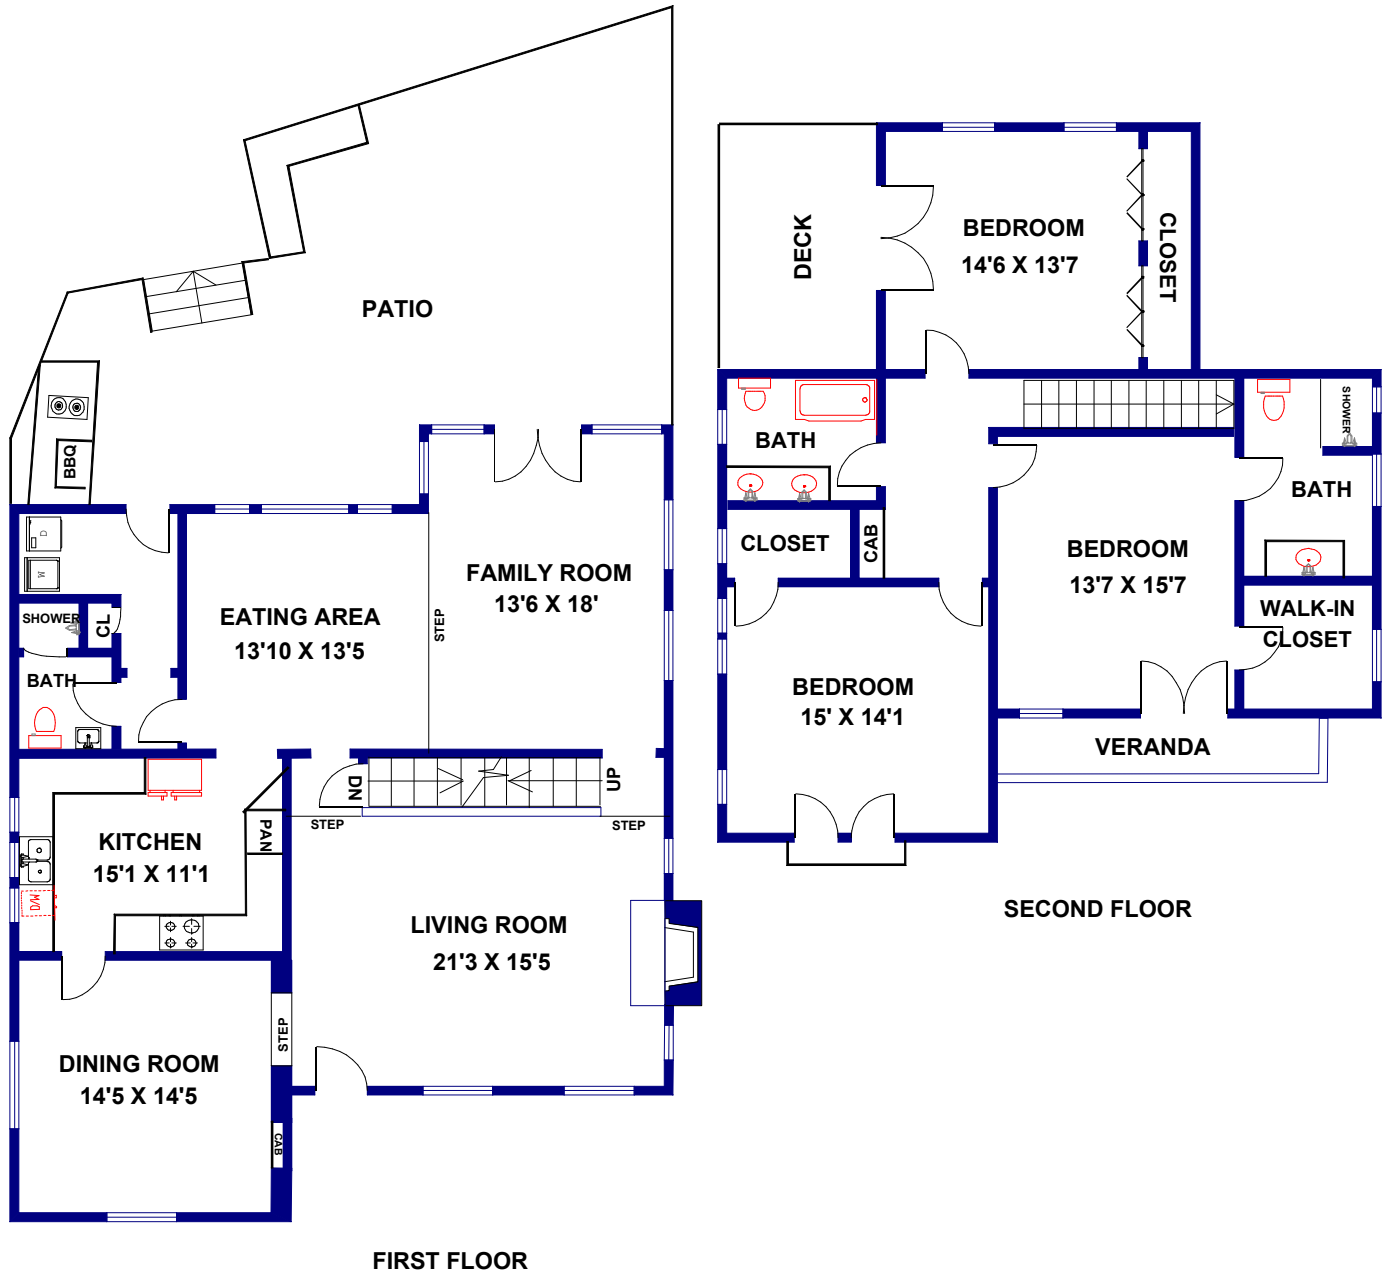 PATIO
BBQ
D
W
SHOWER
CL
BATH
EATING AREA
13'10 X 13'5
STEP
FAMILY ROOM
13'6 X 18'
DN
UP
STEP
STEP
KITCHEN
15'1 X 11'1
PAN
D/W
LIVING ROOM
21'3 X 15'5
DINING ROOM
14'5 X 14'5
STEP
CAB
FIRST FLOOR
DECK
BEDROOM
14'6 X 13'7
CLOSET
BATH
SHOWER
BATH
CLOSET
CAB
BEDROOM
13'7 X 15'7
WALK-IN
CLOSET
BEDROOM
15' X 14'1
VERANDA
SECOND FLOOR